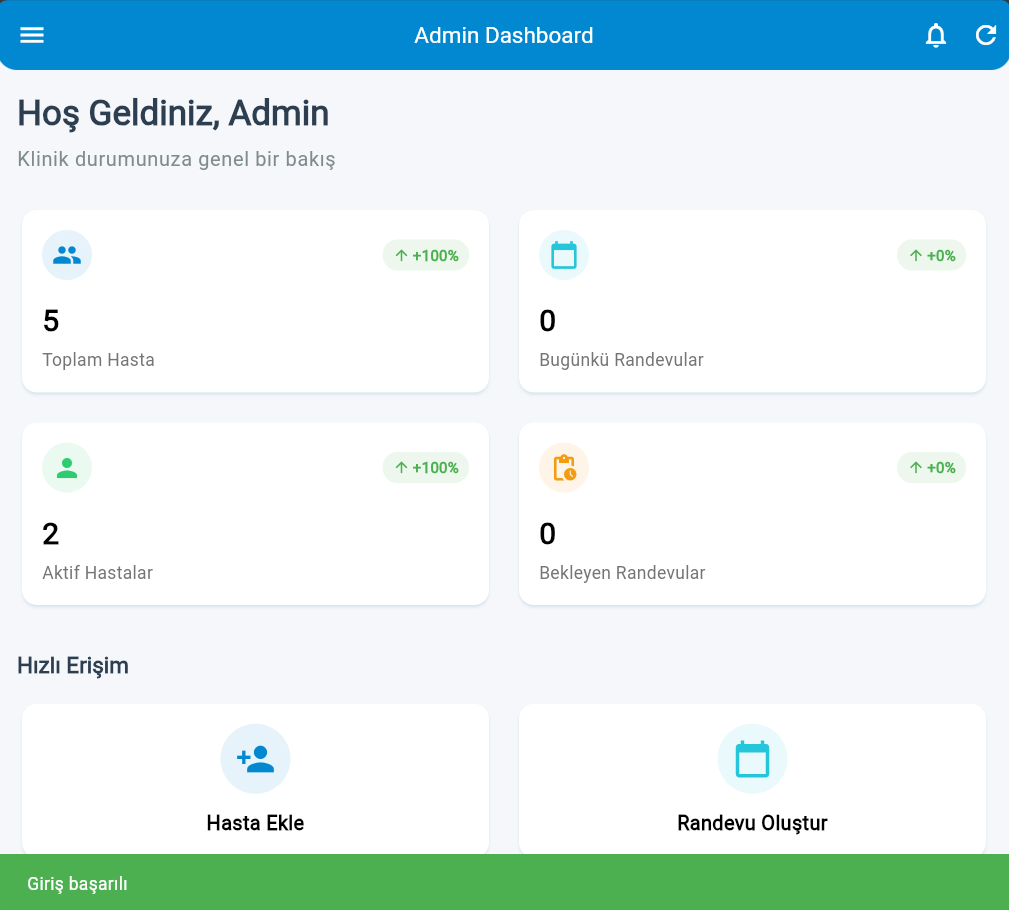 Admin Dashboard
Hoş Geldiniz, Admin
Klinik durumunuza genel bir bakış
+100%
5
Toplam Hasta
+0%
0
Bugünkü Randevular
+100%
2
Aktif Hastalar
+0%
0
Bekleyen Randevular
Hızlı Erişim
Hasta Ekle
Randevu Oluştur
Giriş başarılı